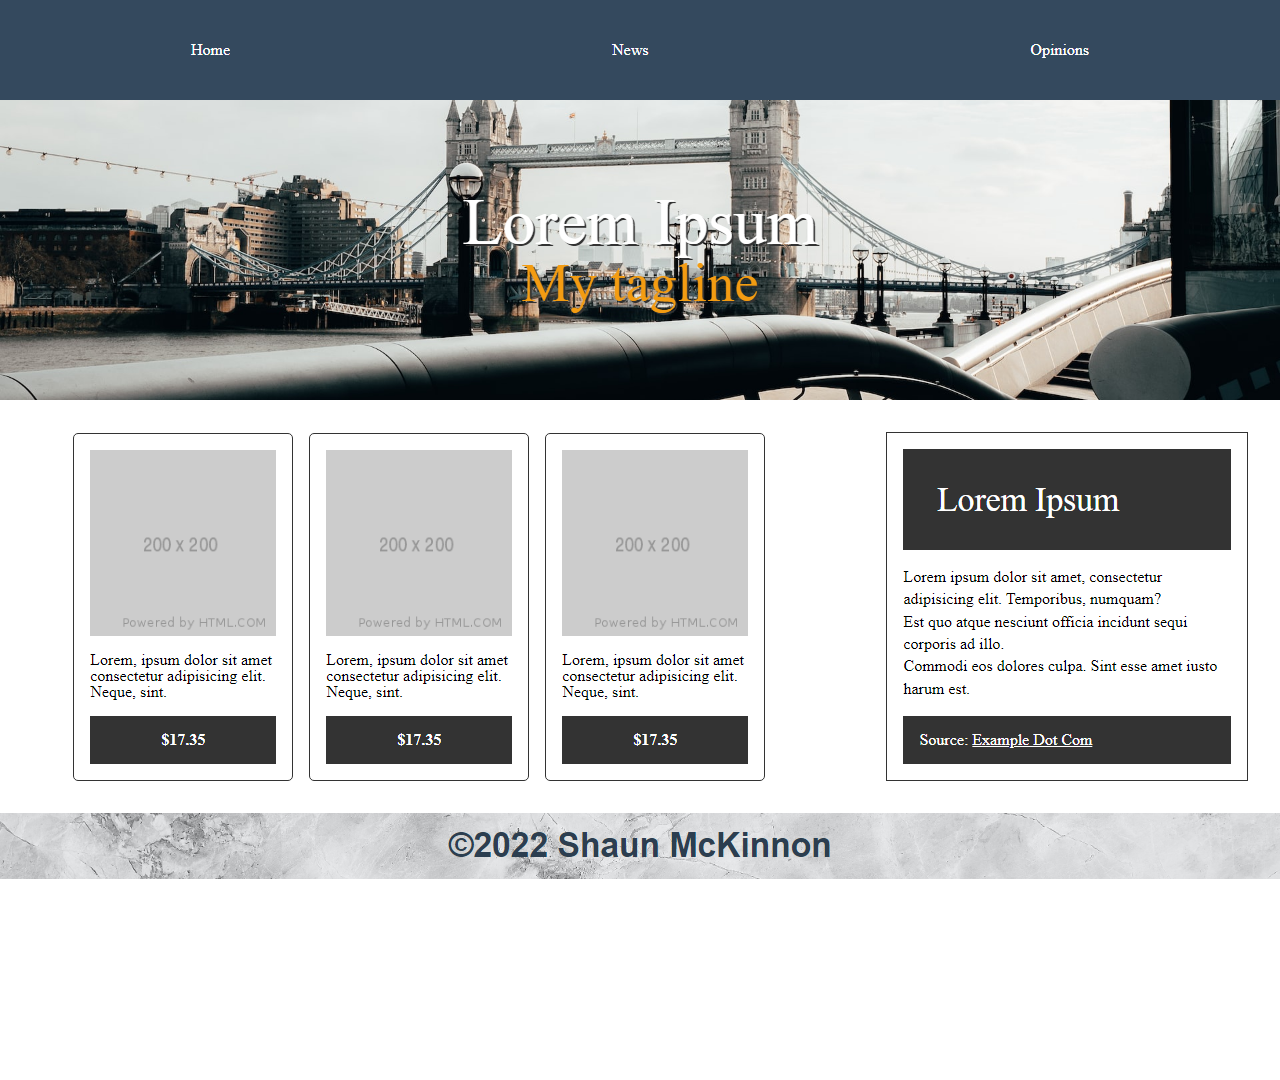 Home
News
Opinions
Lorem Ipsum
My tagline
200 x 200
Powered by HTML.COM
Lorem, ipsum dolor sit amet
consectetur adipisicing elit.
Neque, sint.
$17.35
200 x 200
Powered by HTML.COM
Lorem, ipsum dolor sit amet
consectetur adipisicing elit.
Neque, sint.
$17.35
200 x 200
Powered by HTML.COM
Lorem, ipsum dolor sit amet
consectetur adipisicing elit.
Neque, sint.
$17.35
Lorem Ipsum
Lorem ipsum dolor sit amet, consectetur
adipisicing elit. Temporibus, numquam?
Est quo atque nesciunt officia incidunt sequi
corporis ad illo.
Commodi eos dolores culpa. Sint esse amet iusto
harum est.
Source: Example Dot Com
©2022 Shaun McKinnon